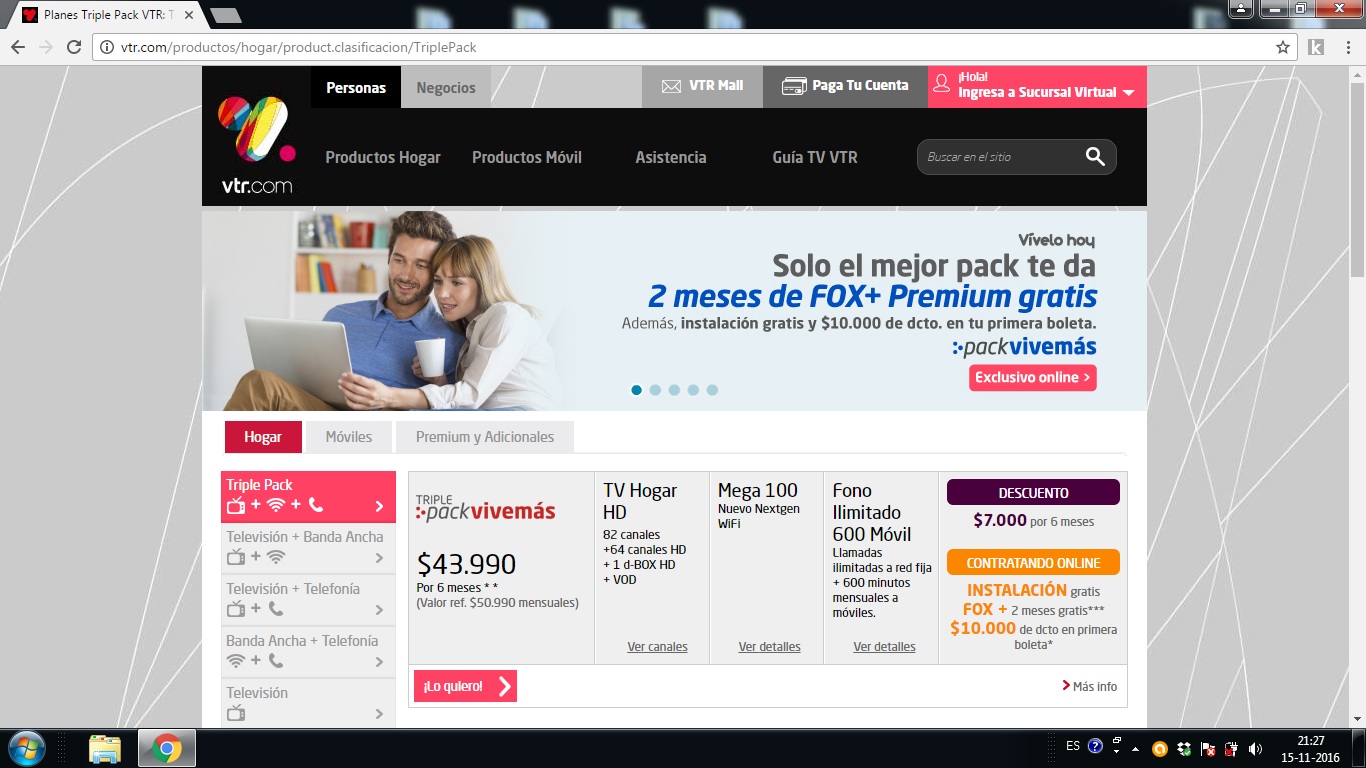 Planes Triple Pack VTR: T
vtr.com/productos/hogar/product.clasificacion/TriplePack
Personas
Negocios
VTR Mail
Paga Tu Cuenta
¡Hola!
Ingresa a Sucursal Virtual
vtr.com
Productos Hogar
Productos Móvil
Asistencia
Guía TV VTR
Buscar en el sitio
Vívelo hoy
Solo el mejor pack te da
2 meses de FOX+ Premium gratis
Además, instalación gratis y $10.000 de dcto. en tu primera boleta.
:·packvivemás
Exclusivo online >
Hogar
Móviles
Premium y Adicionales
Triple Pack
+ +
Televisión + Banda Ancha
+
Televisión + Telefonía
+
Banda Ancha + Telefonía
+
Televisión
TRIPLE
:·packvivemás
$43.990
Por 6 meses * *
(Valor ref. $50.990 mensuales)
TV Hogar
HD
82 canales
+64 canales HD
+ 1 d-BOX HD
+ VOD
Ver canales
Mega 100
Nuevo Nextgen
WiFi
Ver detalles
Fono
Ilimitado
600 Móvil
Llamadas
ilimitadas a red fija
+ 600 minutos
mensuales a
móviles.
Ver detalles
DESCUENTO
$7.000 por 6 meses
CONTRATANDO ONLINE
INSTALACIÓN gratis
FOX + 2 meses gratis***
$10.000 de dcto en primera
boleta*
¡Lo quiero!
Más info
ES
21:27
15-11-2016